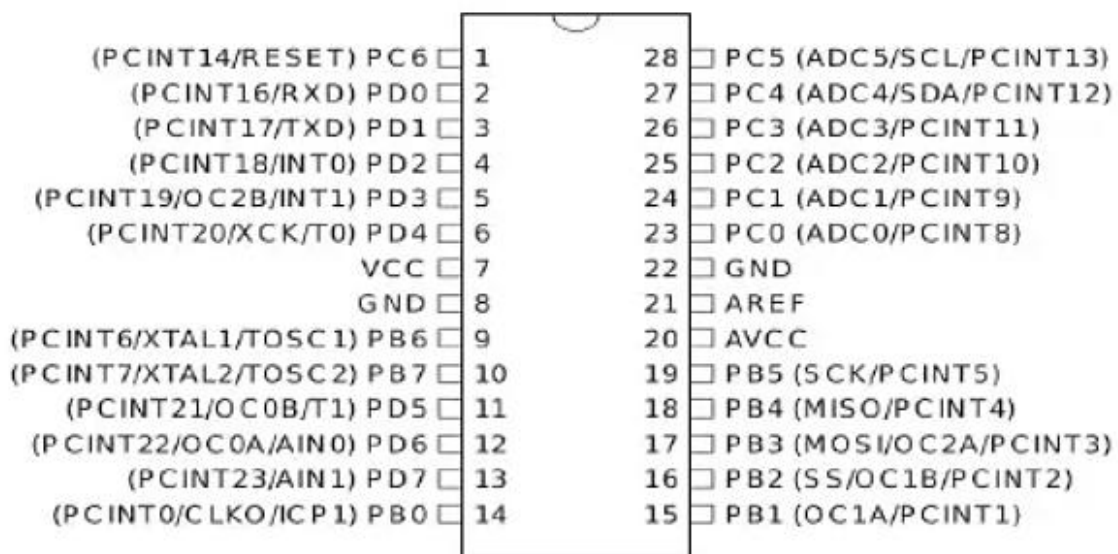 (PCINT14/RESET) PC6 1 28 PC5 (ADC5/SCL/PCINT13)
(PCINT16/RXD) PD0 2 27 PC4 (ADC4/SDA/PCINT12)
(PCINT17/TXD) PD1 3 26 PC3 (ADC3/PCINT11)
(PCINT18/INT0) PD2 4 25 PC2 (ADC2/PCINT10)
(PCINT19/OC2B/INT1) PD3 5 24 PC1 (ADC1/PCINT9)
(PCINT20/XCK/T0) PD4 6 23 PC0 (ADC0/PCINT8)
VCC 7 22 GND
GND 8 21 AREF
(PCINT6/XTAL1/TOSC1) PB6 9 20 AVCC
(PCINT7/XTAL2/TOSC2) PB7 10 19 PB5 (SCK/PCINT5)
(PCINT21/OC0B/T1) PD5 11 18 PB4 (MISO/PCINT4)
(PCINT22/OC0A/AIN0) PD6 12 17 PB3 (MOSI/OC2A/PCINT3)
(PCINT23/AIN1) PD7 13 16 PB2 (SS/OC1B/PCINT2)
(PCINT0/CLKO/ICP1) PB0 14 15 PB1 (OC1A/PCINT1)